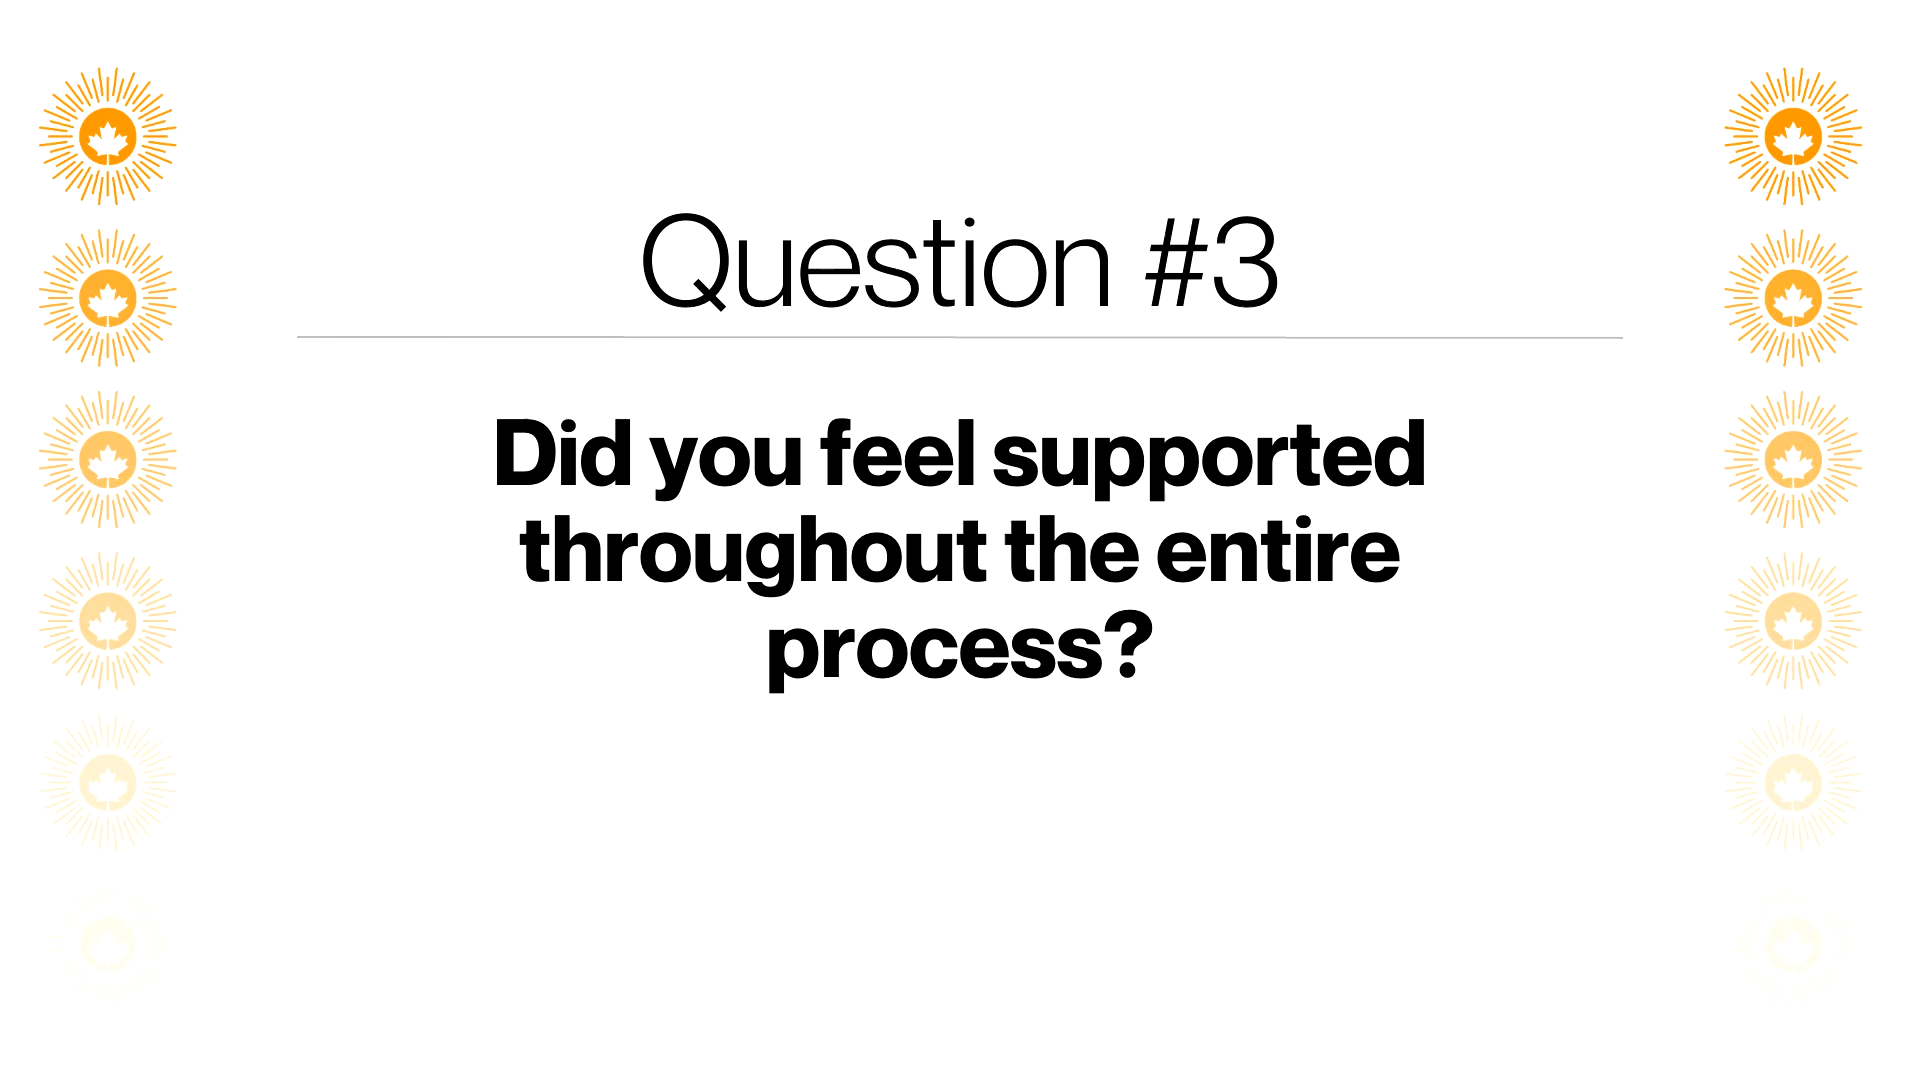 Question #3
Did you feel supported
throughout the entire
process?